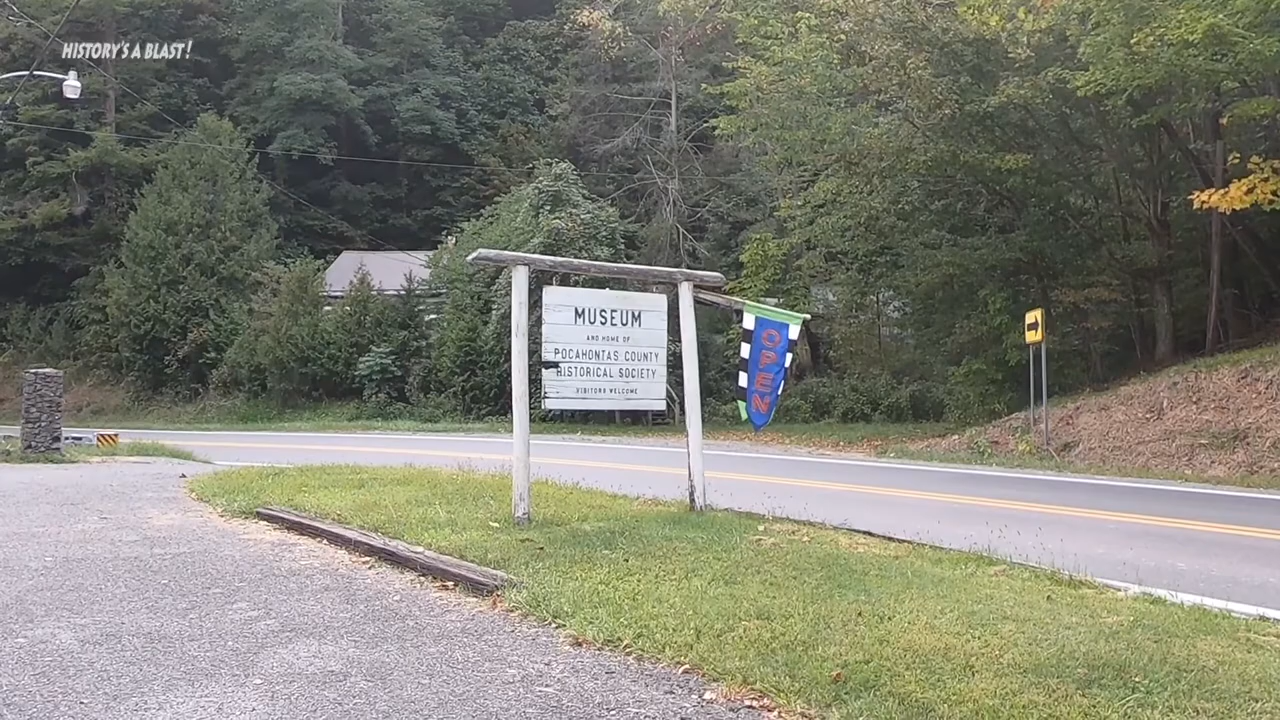 HISTORY'S A BLAST!
MUSEUM
AND HOME OF
POCAHONTAS COUNTY
HISTORICAL SOCIETY
VISITORS WELCOME
OPEN